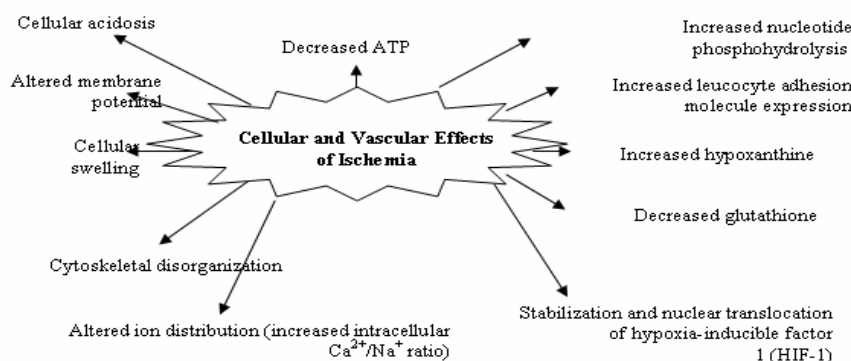 Cellular acidosis
Decreased ATP
Increased nucleotide
phosphohydrolysis
Altered membrane
potential
Increased leucocyte adhesion
molecule expression
Cellular and Vascular Effects
of Ischemia
Cellular
swelling
Increased hypoxanthine
Decreased glutathione
Cytoskeletal disorganization
Altered ion distribution (increased intracellular
Ca²⁺/Na⁺ ratio)
Stabilization and nuclear translocation
of hypoxia-inducible factor
1 (HIF-1)